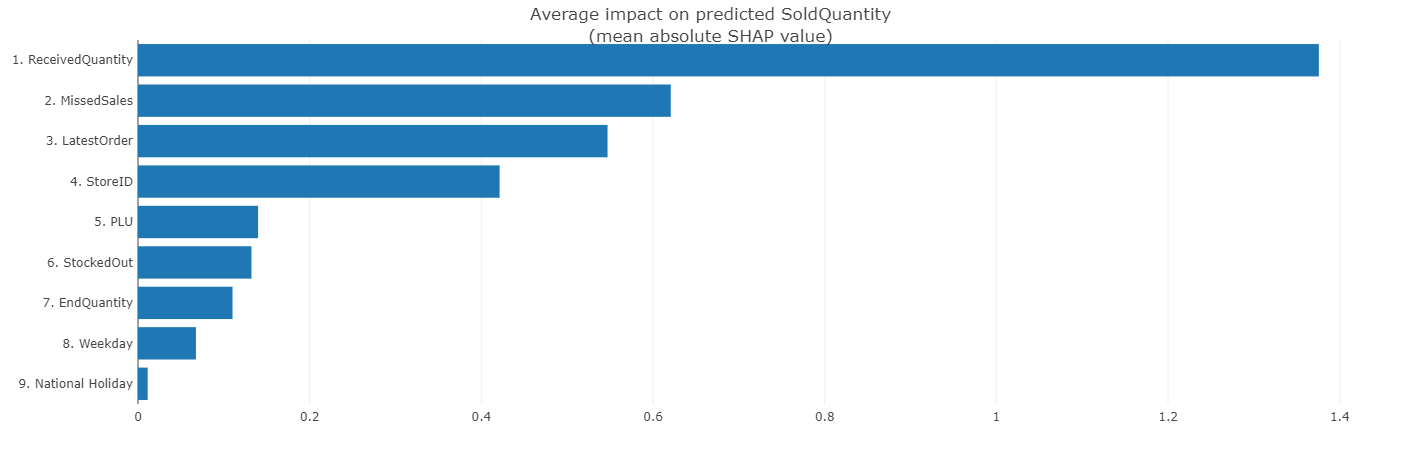 Average impact on predicted SoldQuantity
(mean absolute SHAP value)
1. ReceivedQuantity
2. MissedSales
3. LatestOrder
4. StoreID
5. PLU
6. StockedOut
7. EndQuantity
8. Weekday
9. National Holiday
0 0.2 0.4 0.6 0.8 1 1.2 1.4